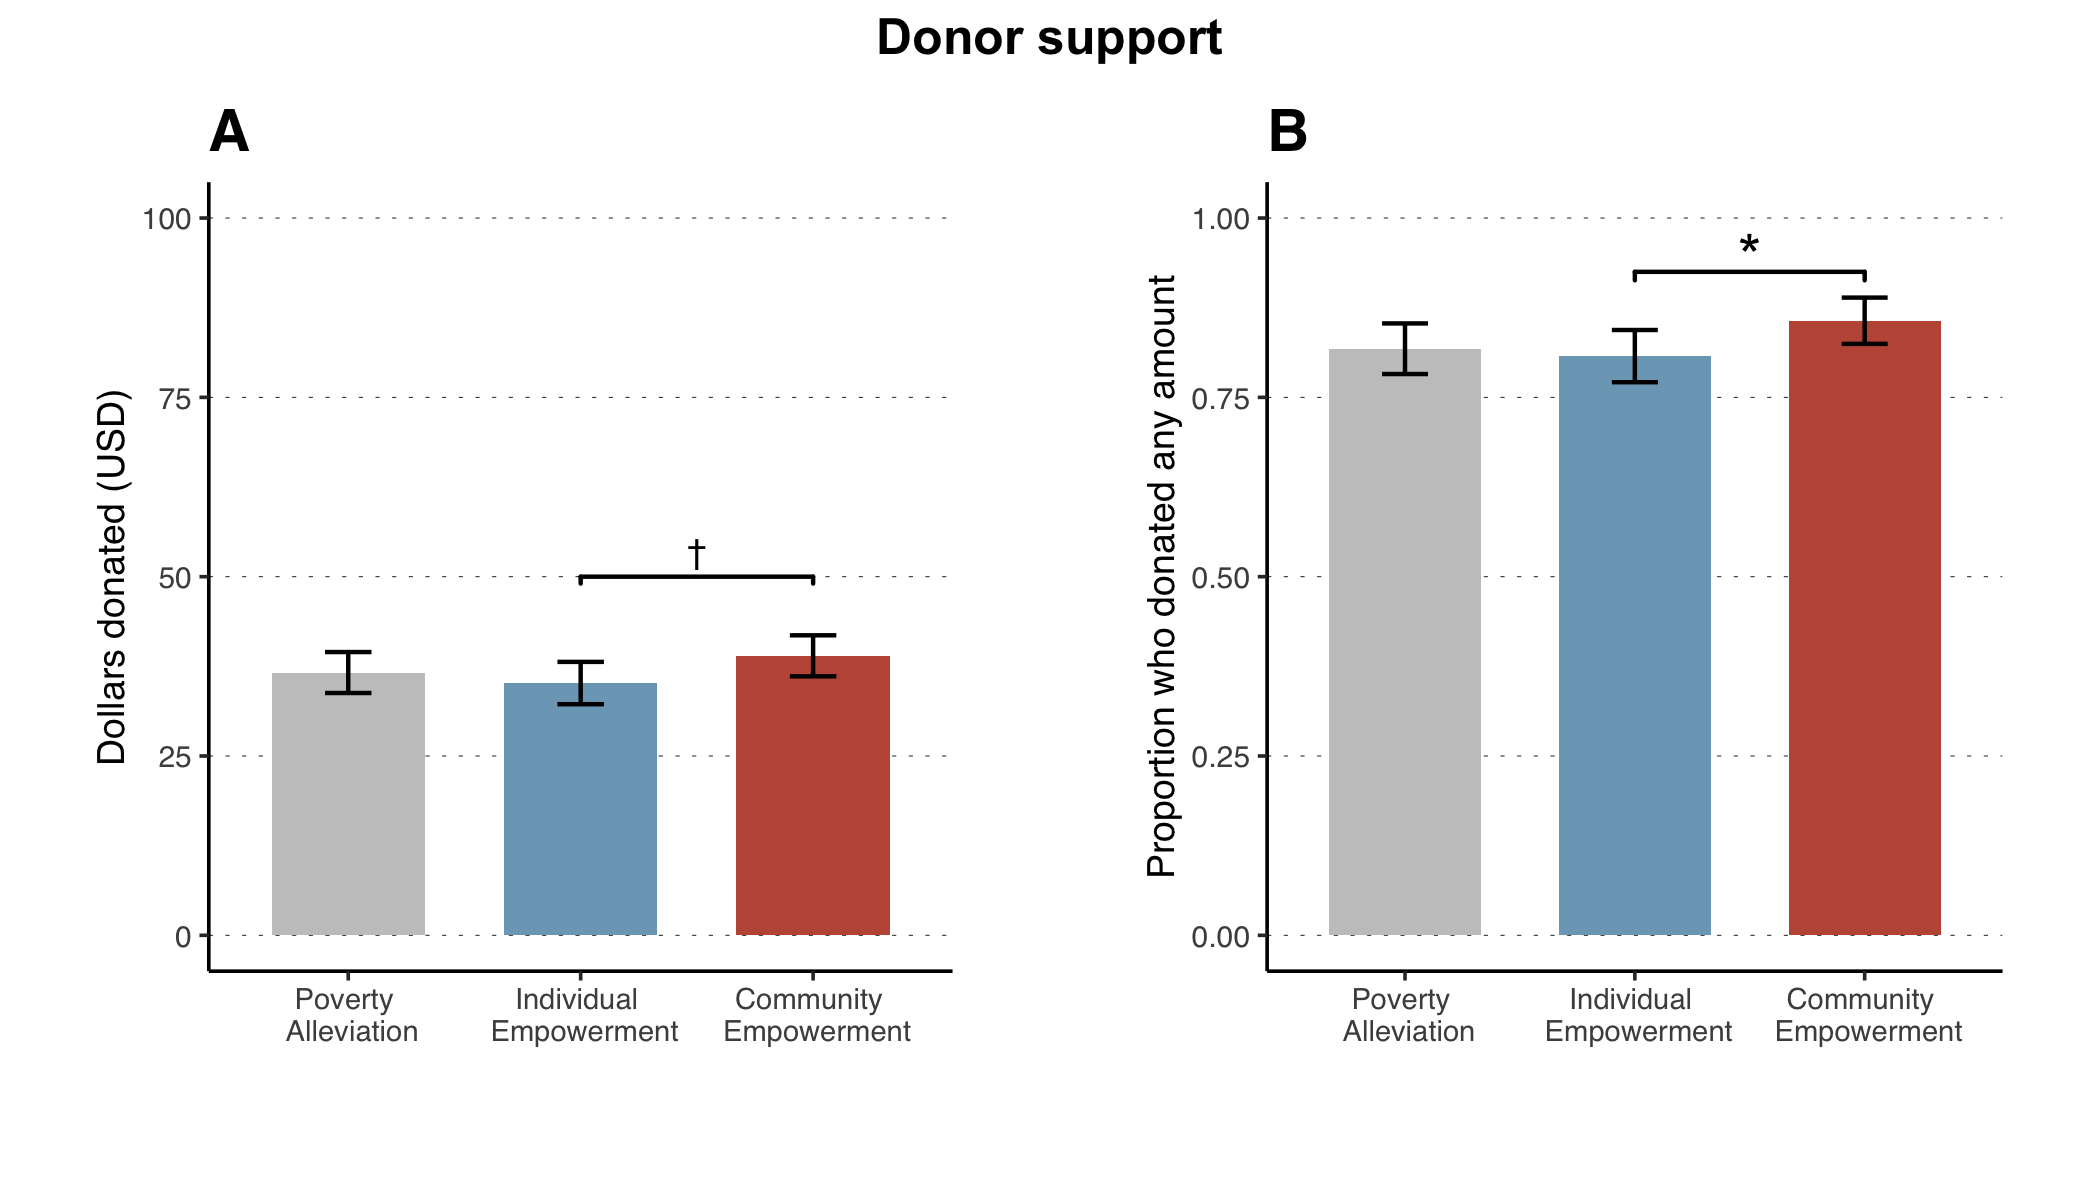 Donor support
A
Dollars donated (USD)
100
75
50
25
0
†
Poverty
Alleviation
Individual
Empowerment
Community
Empowerment
B
Proportion who donated any amount
1.00
0.75
0.50
0.25
0.00
*
Poverty
Alleviation
Individual
Empowerment
Community
Empowerment